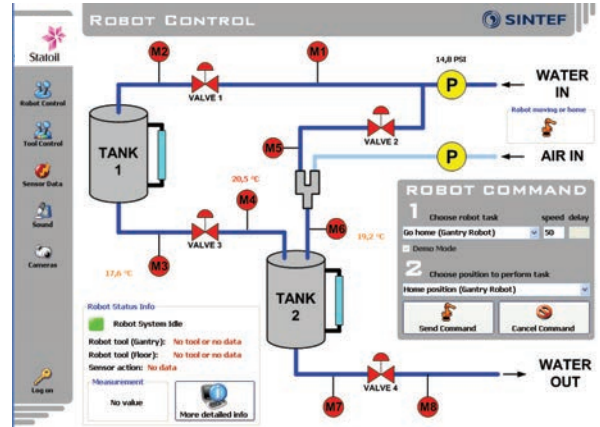 ROBOT CONTROL
SINTEF
Statoil
Robot Control
Tool Control
Sensor Data
Sound
Cameras
Log on
M2
M1
14,8 PSI
P
WATER
IN
VALVE 1
Robot moving or home
VALVE 2
M5
TANK
1
P
AIR IN
20,5 °C
M4
M6
19,2 °C
VALVE 3
17,6 °C
M3
TANK
2
ROBOT COMMAND
1 Choose robot task speed delay
Go home (Gantry Robot) 50
Demo Mode
2 Choose position to perform task
Home position (Gantry Robot)
Send Command Cancel Command
Robot Status Info
Robot System Idle
Robot tool (Gantry): No tool or no data
Robot tool (Floor): No tool or no data
Sensor action: No data
Measurement
No value
More detailed info
WATER
OUT
VALVE 4
M7
M8